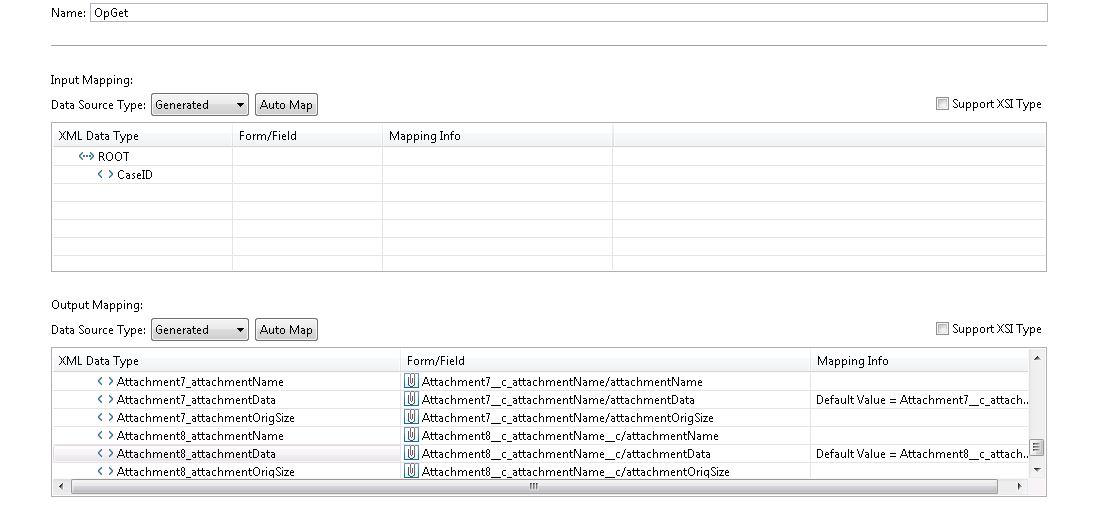 Name: OpGet
Input Mapping:
Data Source Type: Generated Auto Map Support XSI Type
XML Data Type Form/Field Mapping Info
ROOT
CaseID
Output Mapping:
Data Source Type: Generated Auto Map Support XSI Type
XML Data Type Form/Field Mapping Info
Attachment7_attachmentName Attachment7__c_attachmentName/attachmentName
Attachment7_attachmentData Attachment7__c_attachmentName/attachmentData Default Value = Attachment7__c_attach...
Attachment7_attachmentOrigSize Attachment7__c_attachmentName/attachmentOrigSize
Attachment8_attachmentName Attachment8__c_attachmentName__c/attachmentName
Attachment8_attachmentData Attachment8__c_attachmentName__c/attachmentData Default Value = Attachment8__c_attach...
Attachment8_attachmentOrigSize Attachment8__c_attachmentName__c/attachmentOrigSize